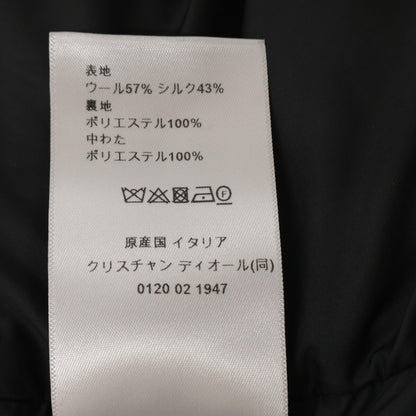 表地
ウール57% シルク43%
裏地
ポリエステル100%
中わた
ポリエステル100%
F
原産国 イタリア
クリスチャン ディオール(同)
0120 02 1947